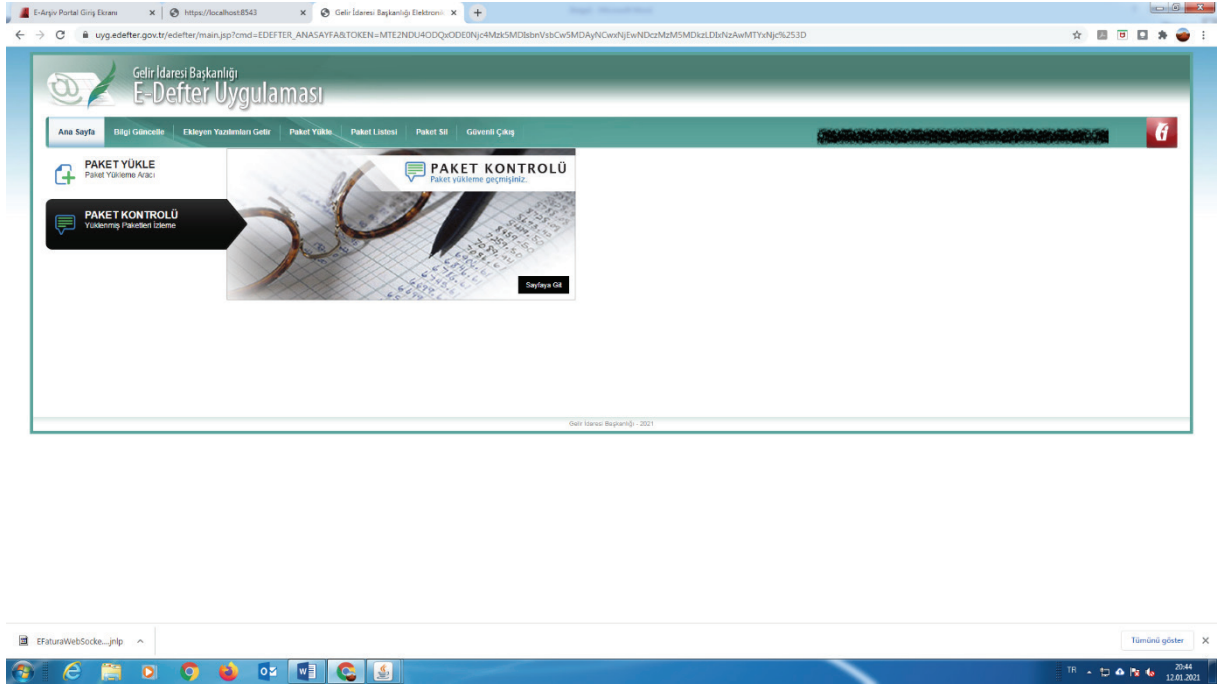 E-Arşiv Portal Giriş Ekranı
https://localhost:8543
Gelir İdaresi Başkanlığı Elektronik
uyg.edefter.gov.tr/edefter/main.jsp?cmd=EDEFTER_ANASAYFA&TOKEN=
Gelir İdaresi Başkanlığı
E-Defter Uygulaması
Ana Sayfa Bilgi Güncelle Ekleyen Yazılımları Getir Paket Yükle Paket Listesi Paket Sil Güvenli Çıkış
PAKET YÜKLE
Paket Yükleme Aracı
PAKET KONTROLÜ
Yüklenmiş Paketleri İzleme
PAKET KONTROLÜ
Paket yükleme geçmişiniz.
Sayfaya Git
Gelir İdaresi Başkanlığı - 2021
EFaturaWebSocke....jnlp
Tümünü göster
TR
20:44
12.01.2021